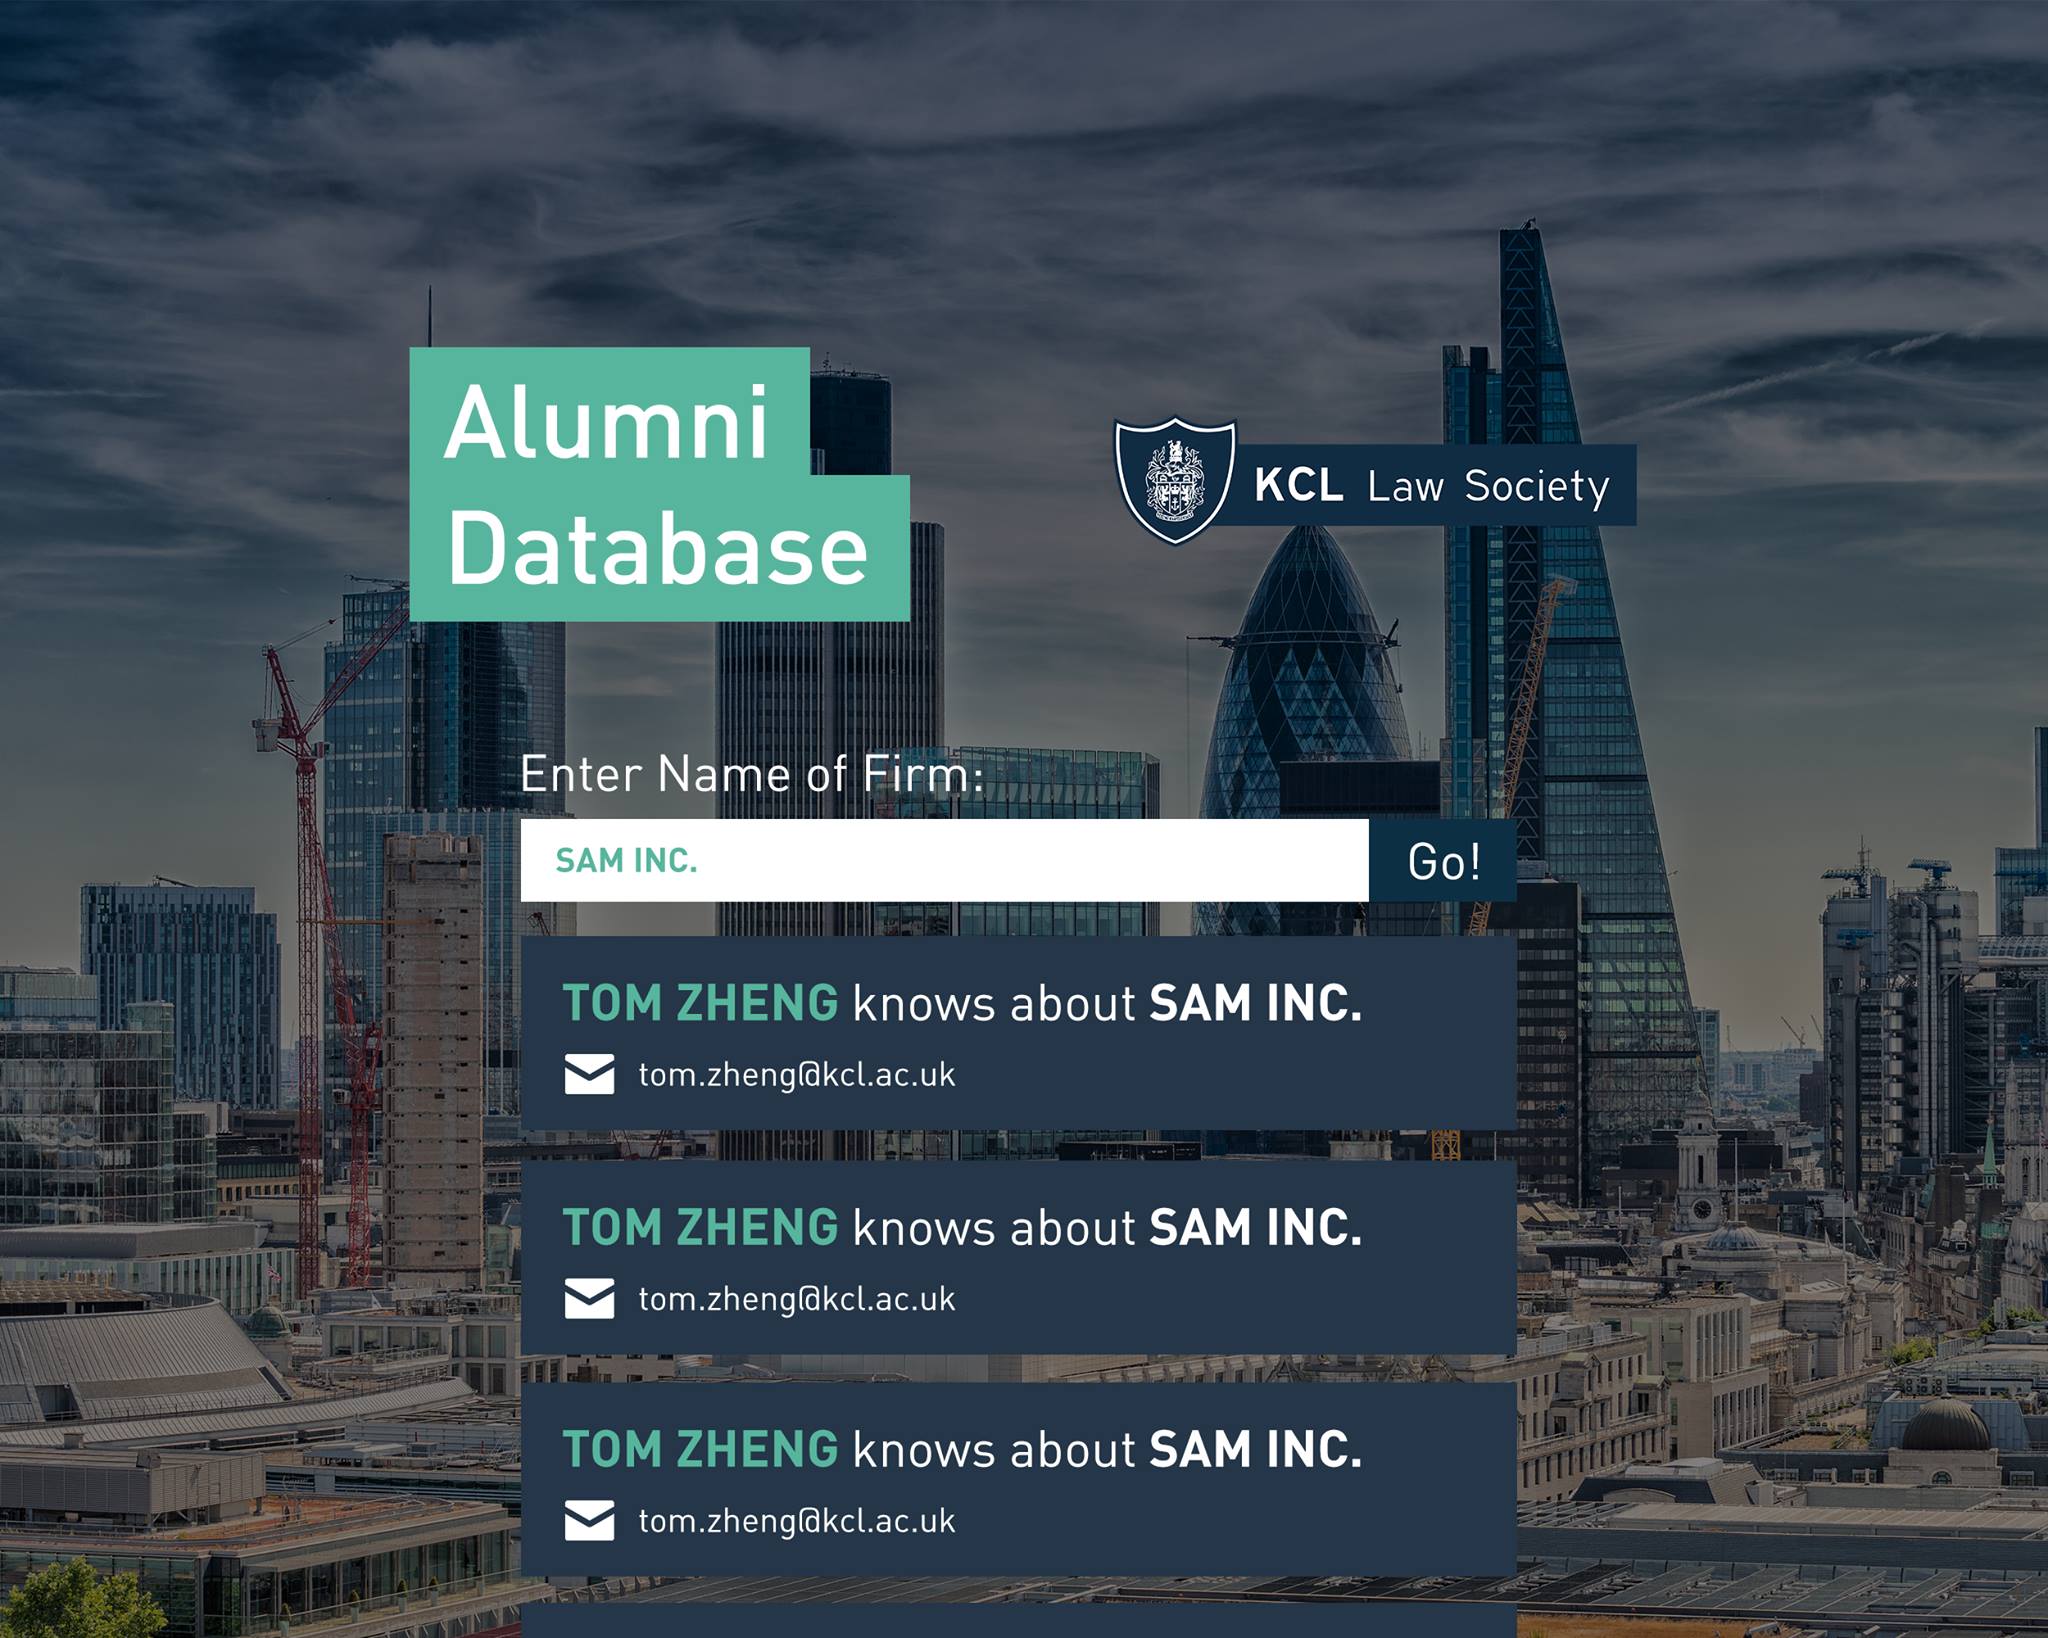 Alumni
Database
KCL Law Society
Enter Name of Firm:
SAM INC.
Go!
TOM ZHENG knows about SAM INC.
tom.zheng@kcl.ac.uk
TOM ZHENG knows about SAM INC.
tom.zheng@kcl.ac.uk
TOM ZHENG knows about SAM INC.
tom.zheng@kcl.ac.uk